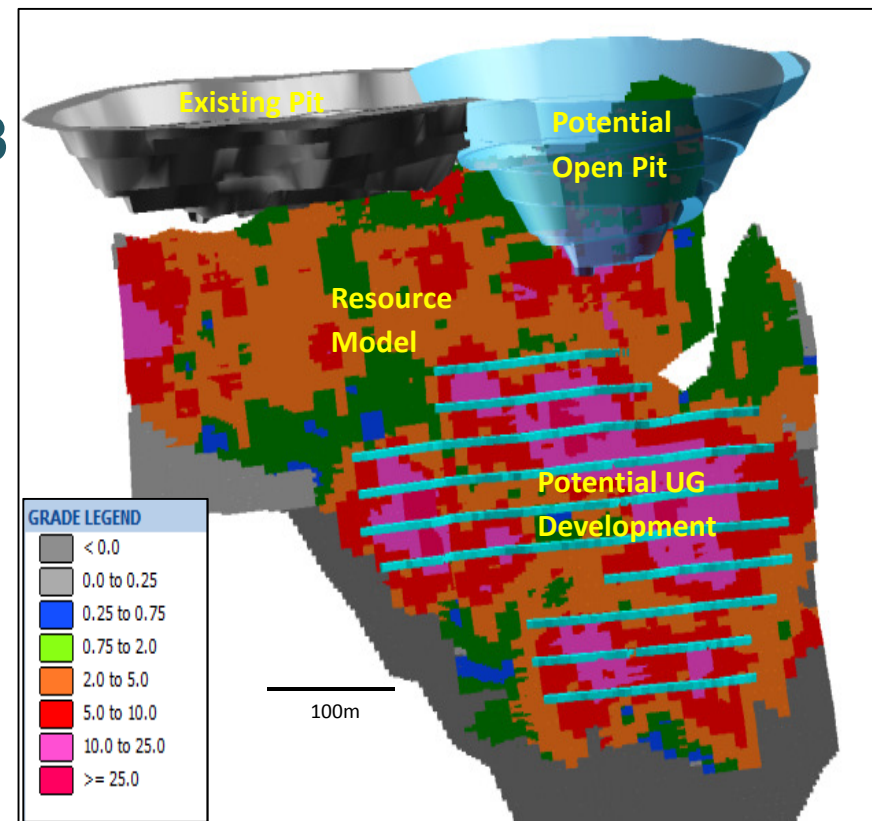 3
Existing Pit
Potential
Open Pit
Resource
Model
Potential UG
Development
GRADE LEGEND
< 0.0
0.0 to 0.25
0.25 to 0.75
0.75 to 2.0
2.0 to 5.0
5.0 to 10.0
10.0 to 25.0
>= 25.0
100m